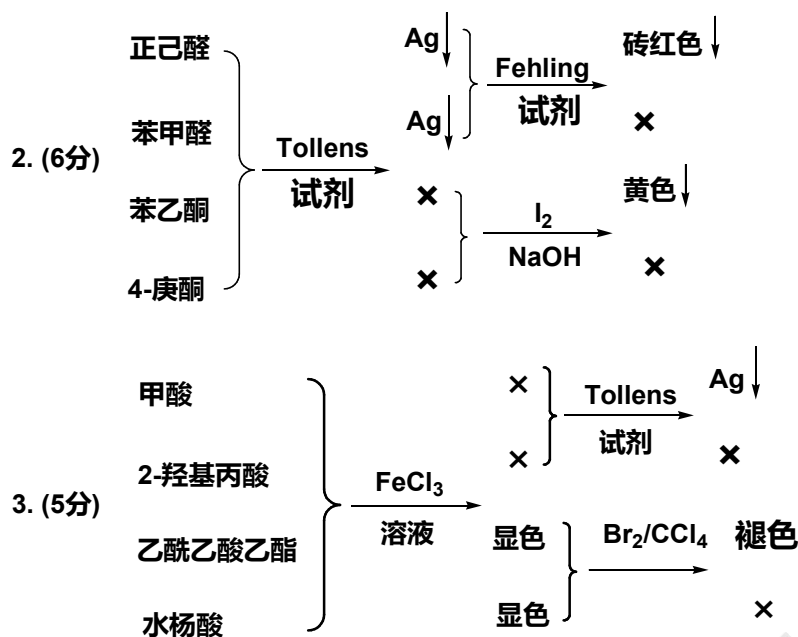 2. (6分)
正己醛
苯甲醛
苯乙酮
4-庚酮
Tollens
试剂
Ag↓
Ag↓
×
×
Fehling
试剂
砖红色↓
×
I₂
NaOH
黄色↓
×
3. (5分)
甲酸
2-羟基丙酸
乙酰乙酸乙酯
水杨酸
FeCl₃
溶液
×
×
显色
显色
Tollens
试剂
Ag↓
×
Br₂/CCl₄
褪色
×